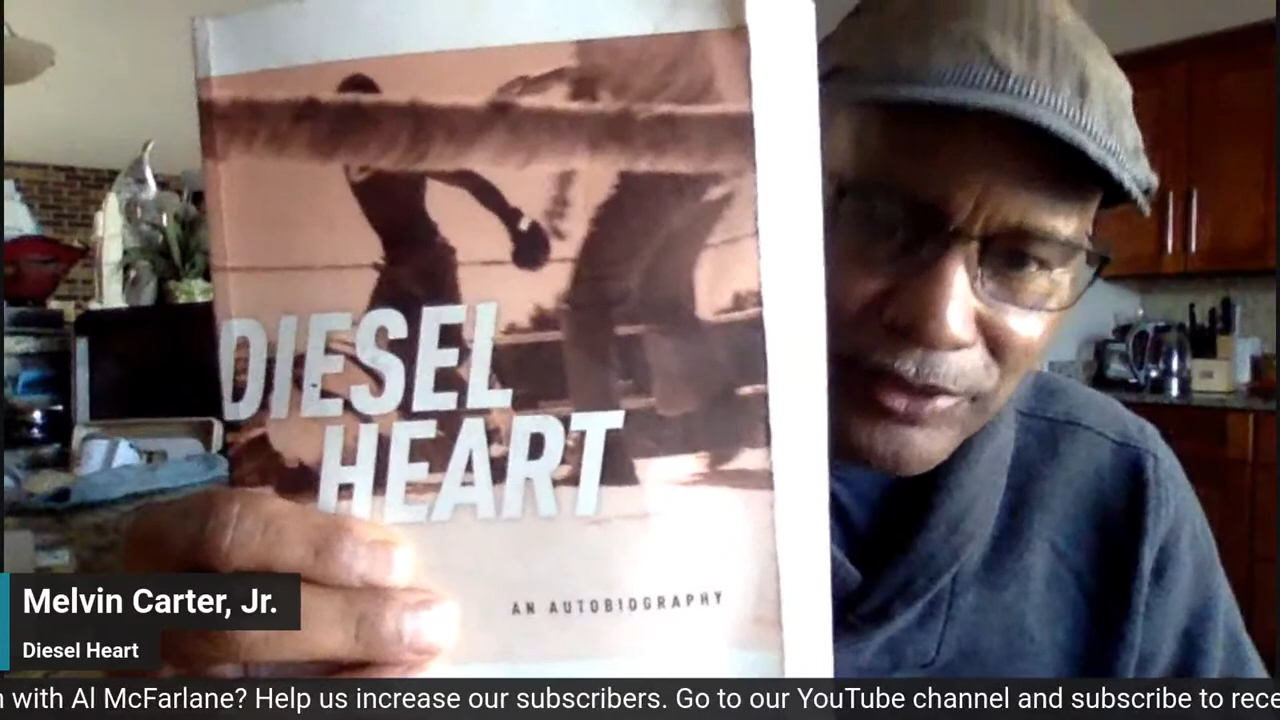 DIESEL
HEART
AN AUTOBIOGRAPHY
Melvin Carter, Jr.
Diesel Heart
with Al McFarlane? Help us increase our subscribers. Go to our YouTube channel and subscribe to